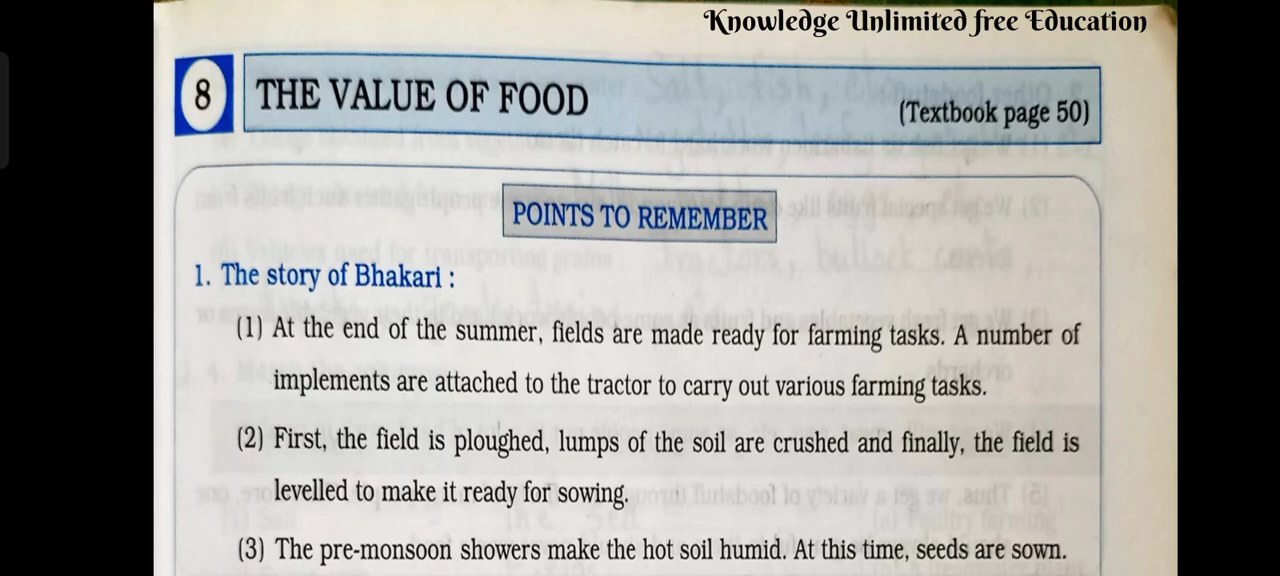 Knowledge Unlimited free Education
8 THE VALUE OF FOOD (Textbook page 50)
POINTS TO REMEMBER
1. The story of Bhakari :
(1) At the end of the summer, fields are made ready for farming tasks. A number of
implements are attached to the tractor to carry out various farming tasks.
(2) First, the field is ploughed, lumps of the soil are crushed and finally, the field is
levelled to make it ready for sowing.
(3) The pre-monsoon showers make the hot soil humid. At this time, seeds are sown.